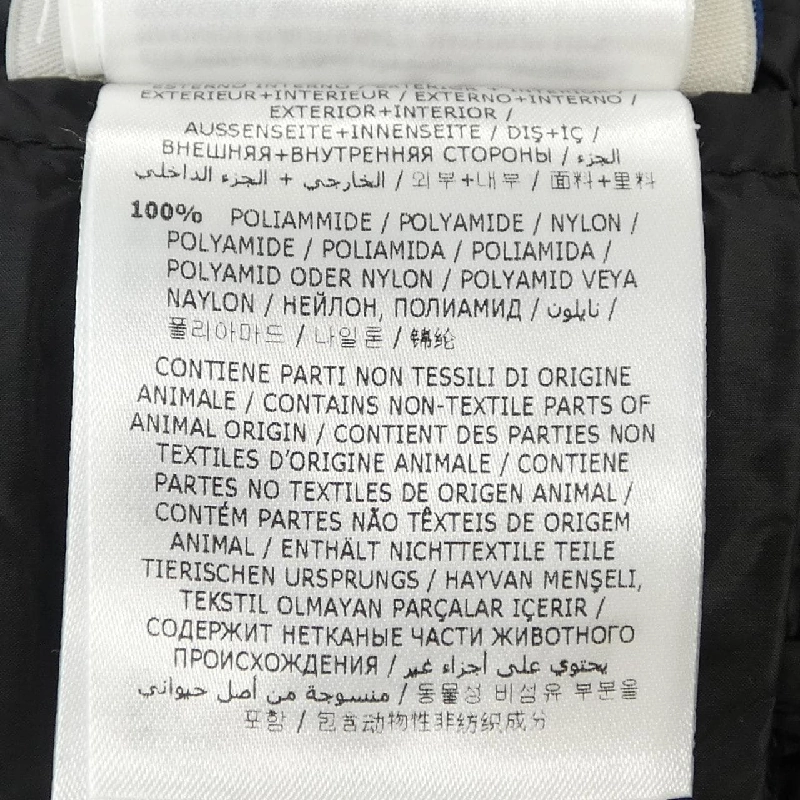 EXTERIEUR+INTERIEUR / EXTERNO+INTERNO /
EXTERIOR+INTERIOR /
AUSSENSEITE+INNENSEITE / DIŞ+İÇ /
ВНЕШНЯЯ+ВНУТРЕННЯЯ СТОРОНЫ / الجزء
الخارجي + الجزء الداخلي / 외부+내부 / 面料+里料
100% POLIAMMIDE / POLYAMIDE / NYLON /
POLYAMIDE / POLIAMIDA / POLIAMIDA /
POLYAMID ODER NYLON / POLYAMID VEYA
NAYLON / НЕЙЛОН, ПОЛИАМИД / نايلون /
폴리아마드 / 나일론 / 锦纶
CONTIENE PARTI NON TESSILI DI ORIGINE
ANIMALE / CONTAINS NON-TEXTILE PARTS OF
ANIMAL ORIGIN / CONTIENT DES PARTIES NON
TEXTILES D'ORIGINE ANIMALE / CONTIENE
PARTES NO TEXTILES DE ORIGEN ANIMAL /
CONTÉM PARTES NÃO TÊXTEIS DE ORIGEM
ANIMAL / ENTHÄLT NICHTTEXTILE TEILE
TIERISCHEN URSPRUNGS / HAYVAN MENŞELI,
TEKSTIL OLMAYAN PARÇALAR IÇERIR /
СОДЕРЖИТ НЕТКАНЫЕ ЧАСТИ ЖИВОТНОГО
ПРОИСХОЖДЕНИЯ / يحتوي على أجزاء غير
منسوجة من أصل حيواني / 동물성 비섬유 부분을
포함 / 包含动物性非纺织成分